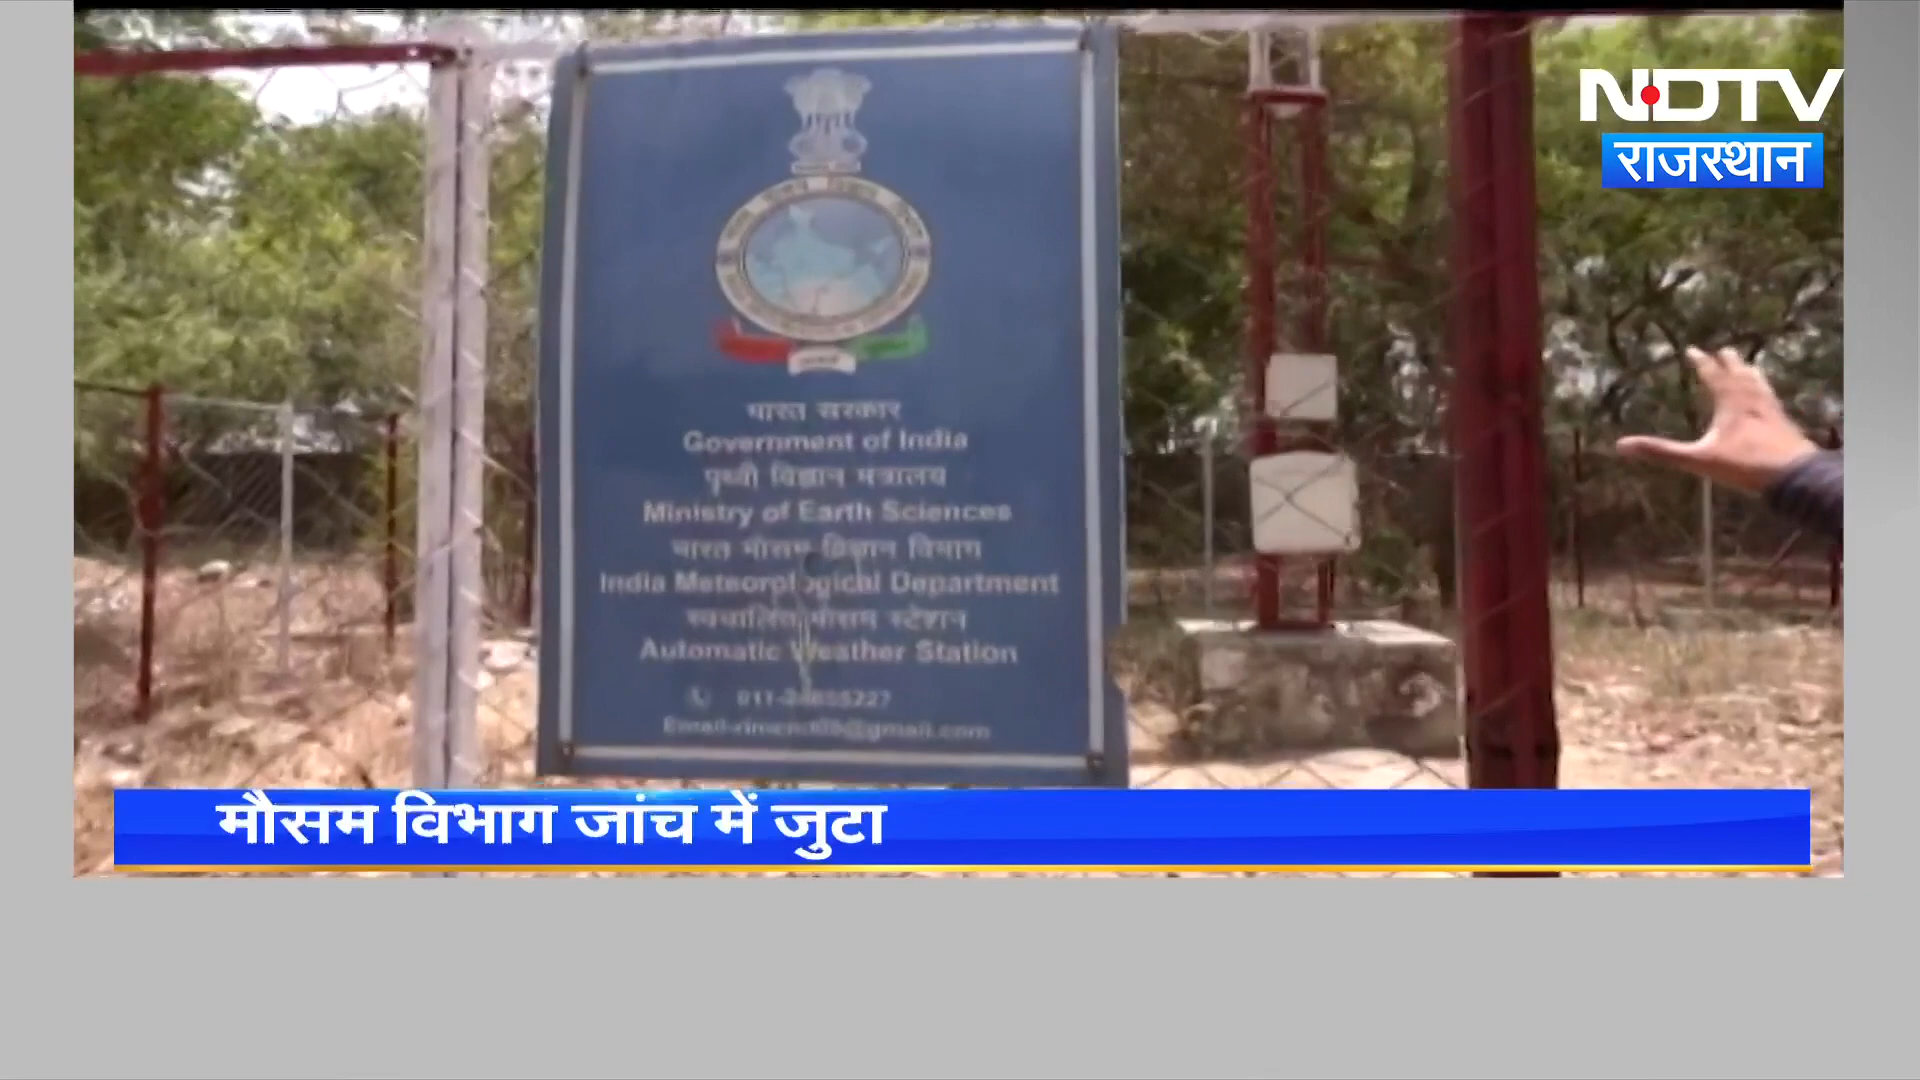 NDTV
राजस्थान
भारत सरकार
Government of India
पृथ्वी विज्ञान मंत्रालय
Ministry of Earth Sciences
भारत मौसम विज्ञान विभाग
India Meteorological Department
स्वचालित मौसम स्टेशन
Automatic Weather Station
मौसम विभाग जांच में जुटा